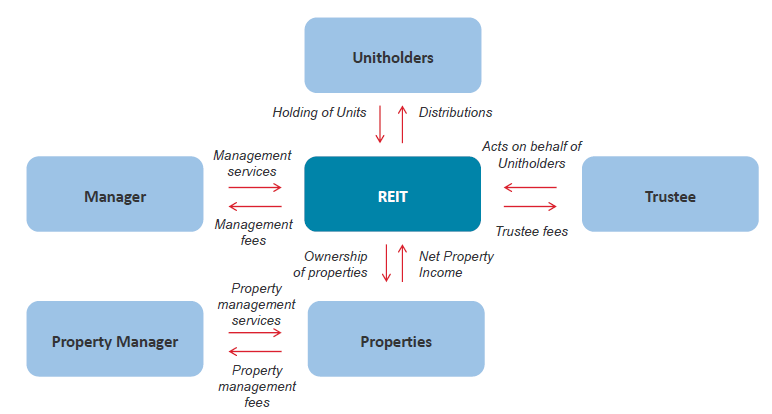 Unitholders
Holding of Units
Distributions
Management
services
Acts on behalf of
Unitholders
Manager
REIT
Trustee
Management
fees
Trustee fees
Ownership
of properties
Net Property
Income
Property
management
services
Property Manager
Properties
Property
management
fees